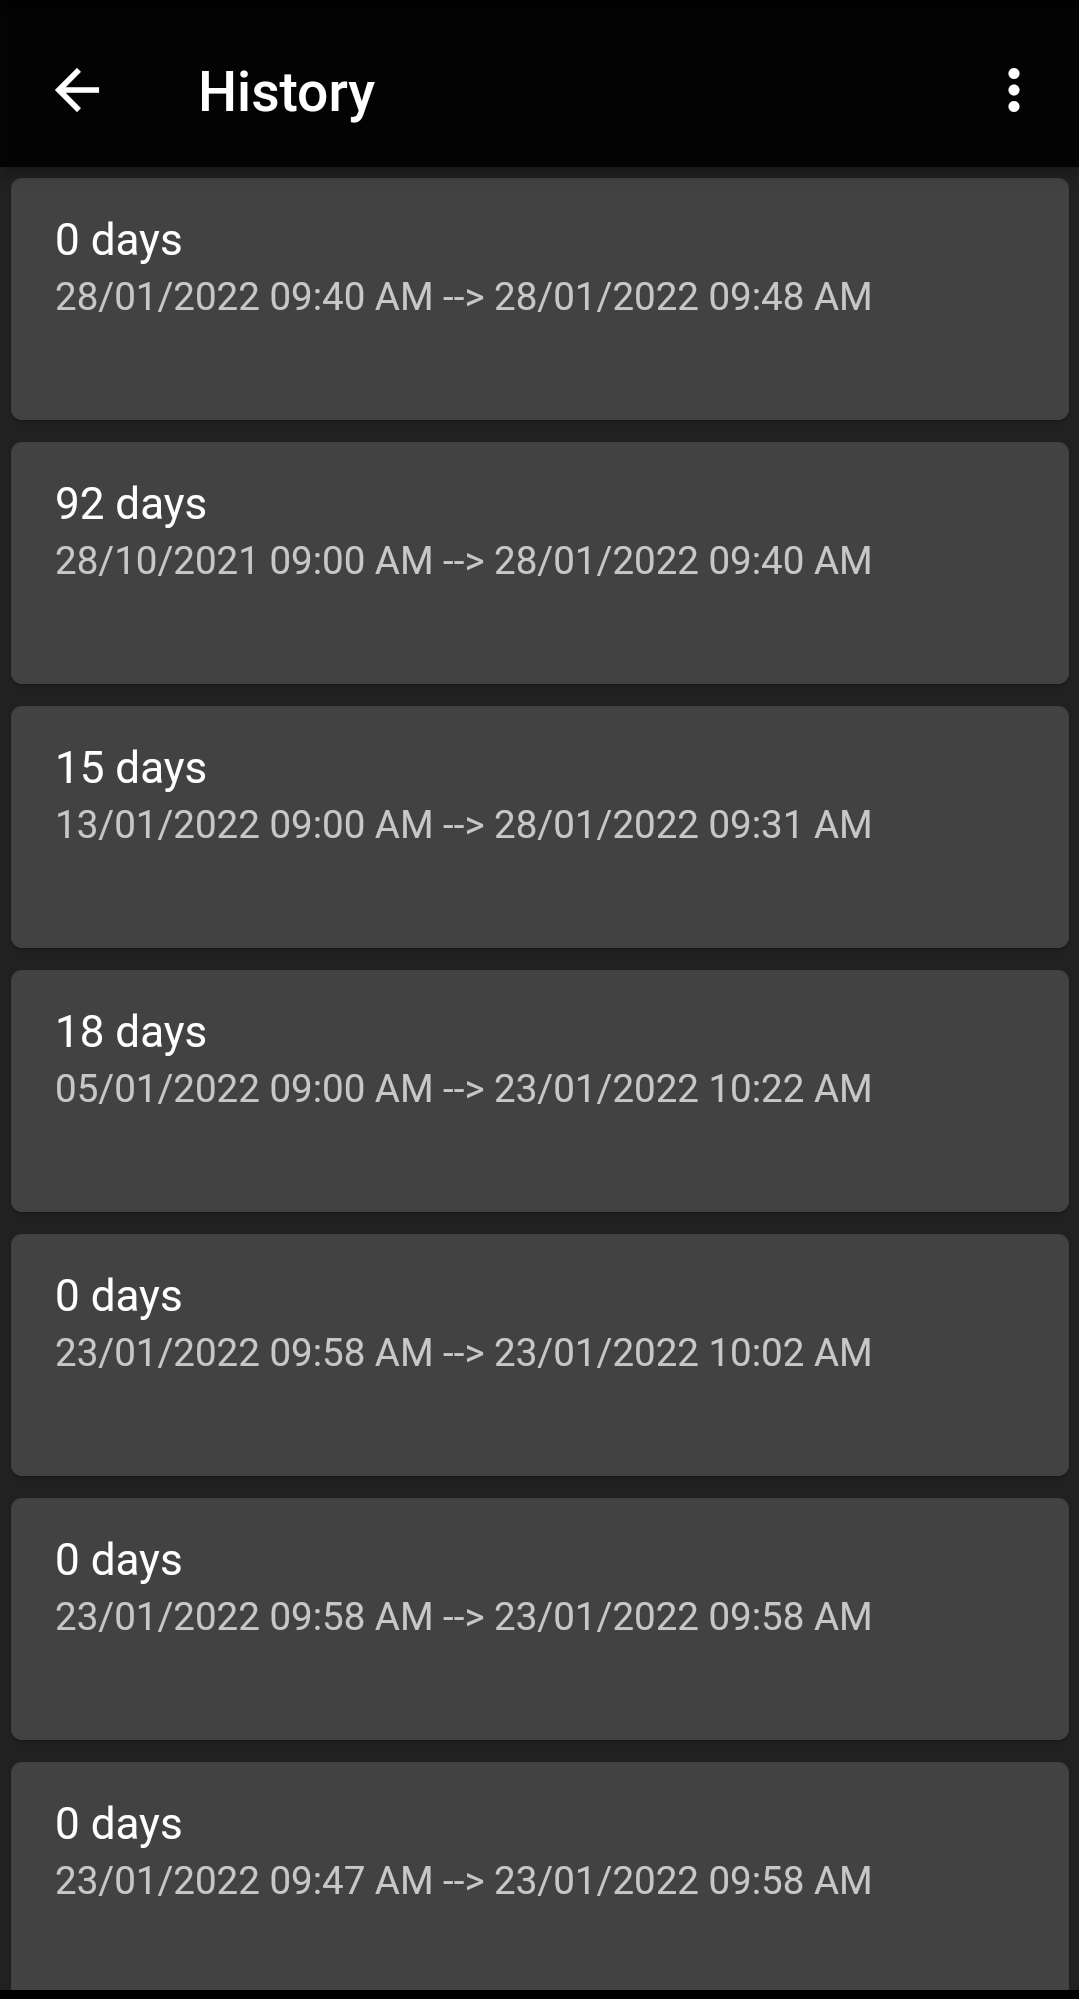 History
0 days
28/01/2022 09:40 AM --> 28/01/2022 09:48 AM
92 days
28/10/2021 09:00 AM --> 28/01/2022 09:40 AM
15 days
13/01/2022 09:00 AM --> 28/01/2022 09:31 AM
18 days
05/01/2022 09:00 AM --> 23/01/2022 10:22 AM
0 days
23/01/2022 09:58 AM --> 23/01/2022 10:02 AM
0 days
23/01/2022 09:58 AM --> 23/01/2022 09:58 AM
0 days
23/01/2022 09:47 AM --> 23/01/2022 09:58 AM